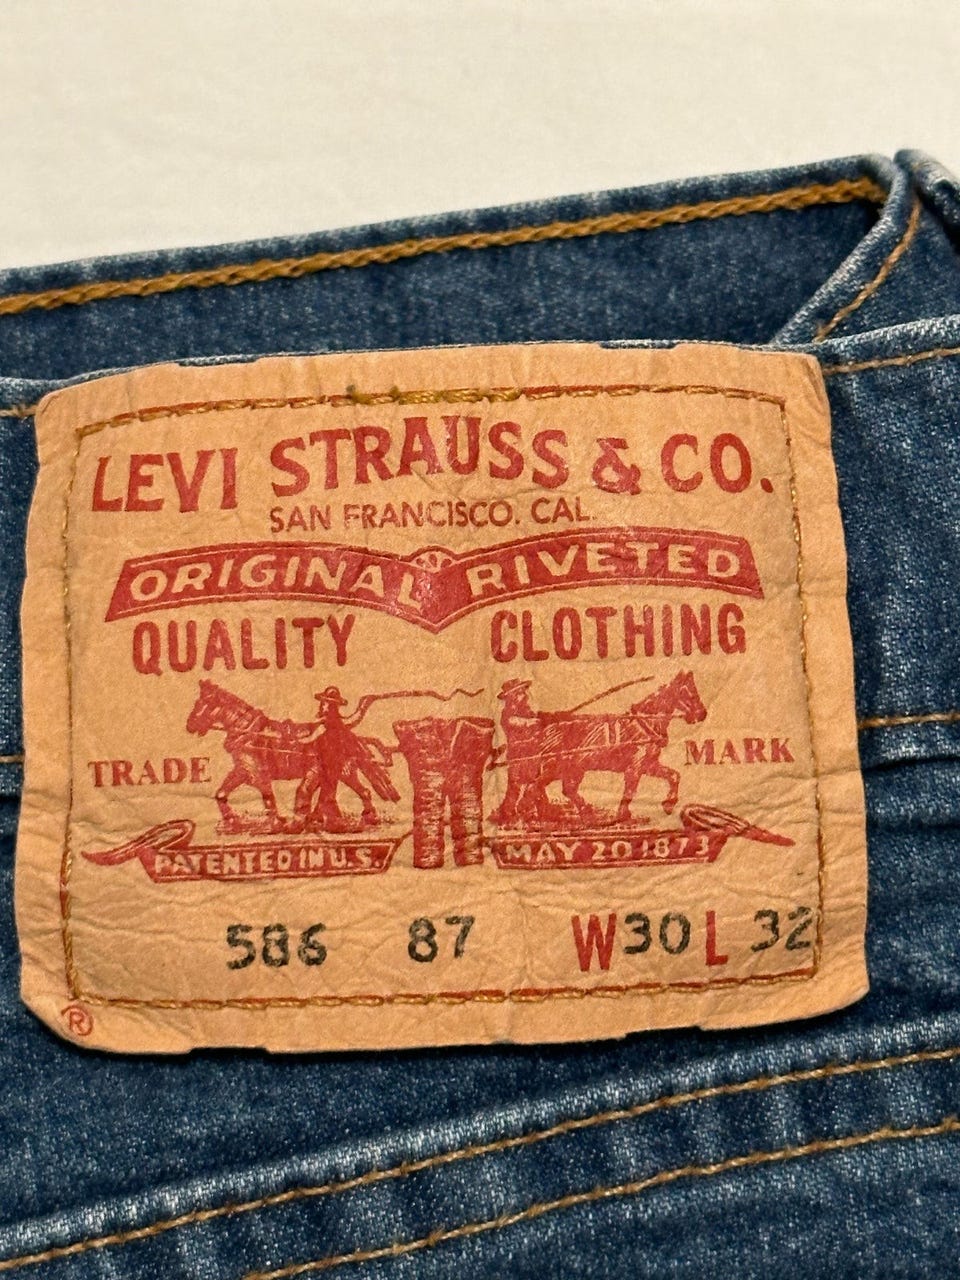 LEVI STRAUSS & CO.
SAN FRANCISCO. CAL.
ORIGINAL RIVETED
QUALITY CLOTHING
TRADE MARK
PATENTED IN U.S. MAY 20 1873
586 87 W30 L 32
®